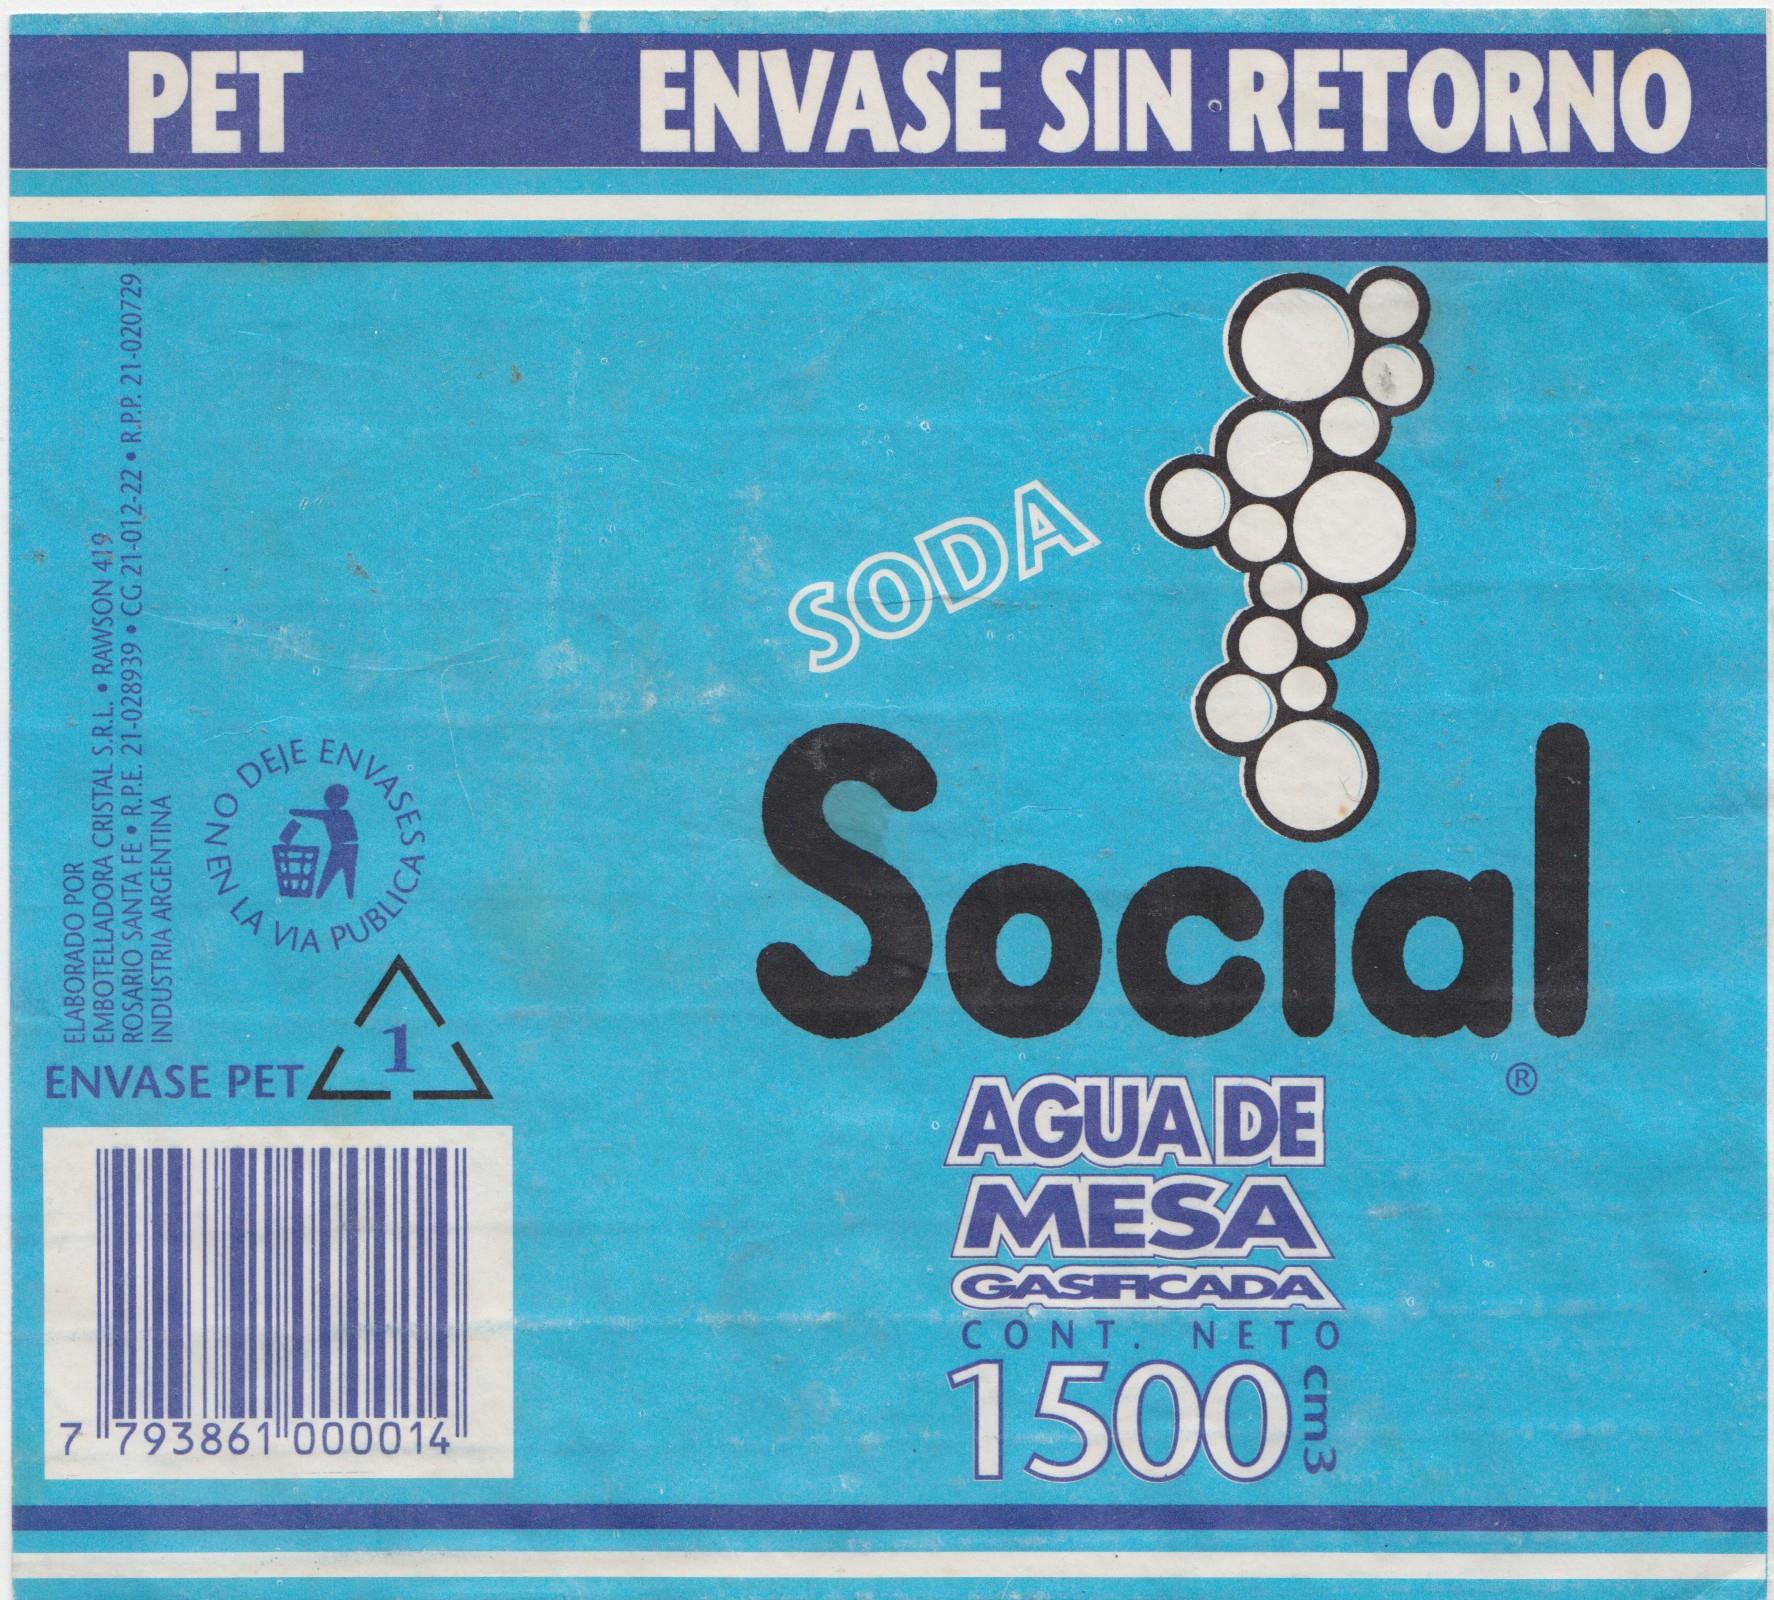 PET ENVASE SIN RETORNO
ELABORADO POR
EMBOTELLADORA CRISTAL S.R.L. • RAWSON 419
ROSARIO SANTA FE • R.P.E. 21-028939 • CG 21-012-22 • R.P.P. 21-020729
INDUSTRIA ARGENTINA
NO DEJE ENVASES
EN LA VIA PUBLICA
ENVASE PET 1
7 793861 000014
SODA
Social
®
AGUA DE
MESA
GASIFICADA
CONT. NETO
1500 cm3